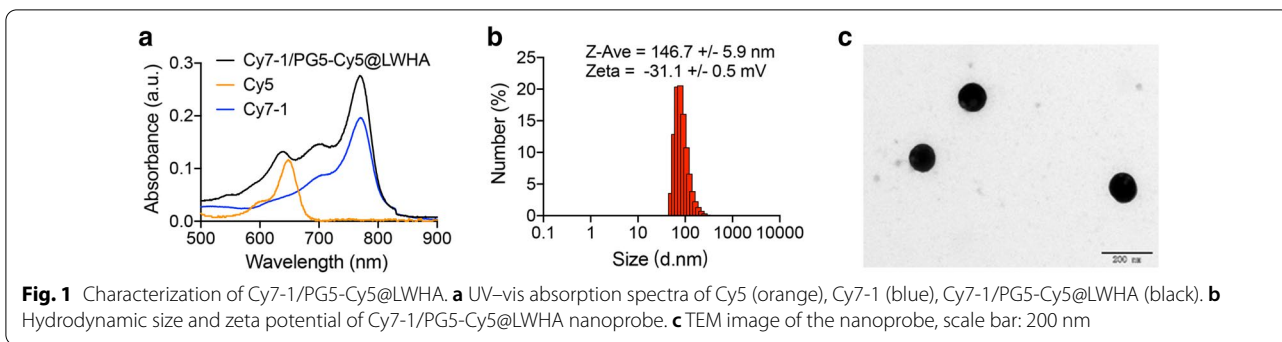 a
Cy7-1/PG5-Cy5@LWHA
Cy5
Cy7-1
Absorbance (a.u.)
0.3
0.2
0.1
0.0
500 600 700 800 900
Wavelength (nm)
b
Z-Ave = 146.7 +/- 5.9 nm
Zeta = -31.1 +/- 0.5 mV
Number (%)
25
20
15
10
5
0
0.1 1 10 100 1000 10000
Size (d.nm)
c
200 nm
Fig. 1 Characterization of Cy7-1/PG5-Cy5@LWHA. a UV–vis absorption spectra of Cy5 (orange), Cy7-1 (blue), Cy7-1/PG5-Cy5@LWHA (black). b
Hydrodynamic size and zeta potential of Cy7-1/PG5-Cy5@LWHA nanoprobe. c TEM image of the nanoprobe, scale bar: 200 nm